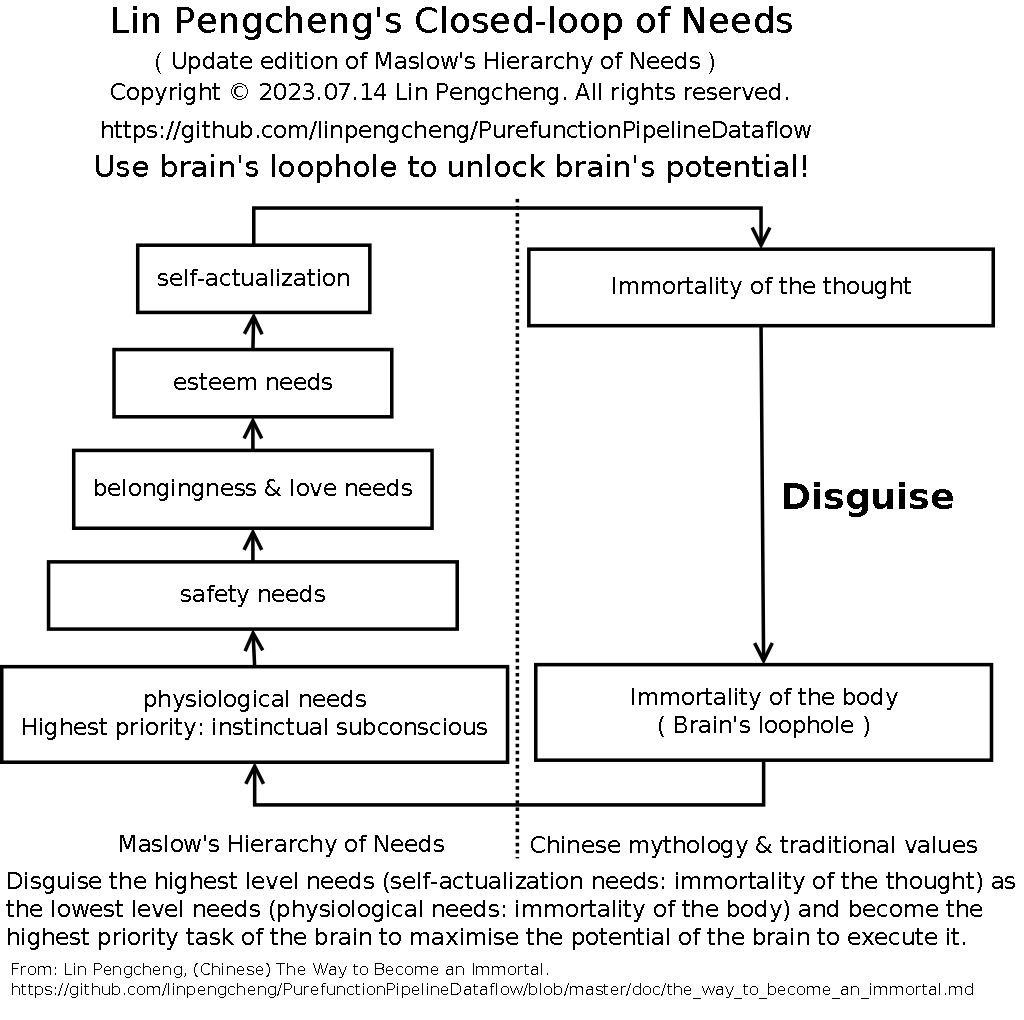 Lin Pengcheng's Closed-loop of Needs
( Update edition of Maslow's Hierarchy of Needs )
Copyright © 2023.07.14 Lin Pengcheng. All rights reserved.
https://github.com/linpengcheng/PurefunctionPipelineDataflow
Use brain's loophole to unlock brain's potential!
self-actualization
esteem needs
belongingness & love needs
safety needs
physiological needs
Highest priority: instinctual subconscious
Maslow's Hierarchy of Needs
Immortality of the thought
Disguise
Immortality of the body
( Brain's loophole )
Chinese mythology & traditional values
Disguise the highest level needs (self-actualization needs: immortality of the thought) as
the lowest level needs (physiological needs: immortality of the body) and become the
highest priority task of the brain to maximise the potential of the brain to execute it.
From: Lin Pengcheng, (Chinese) The Way to Become an Immortal.
https://github.com/linpengcheng/PurefunctionPipelineDataflow/blob/master/doc/the_way_to_become_an_immortal.md